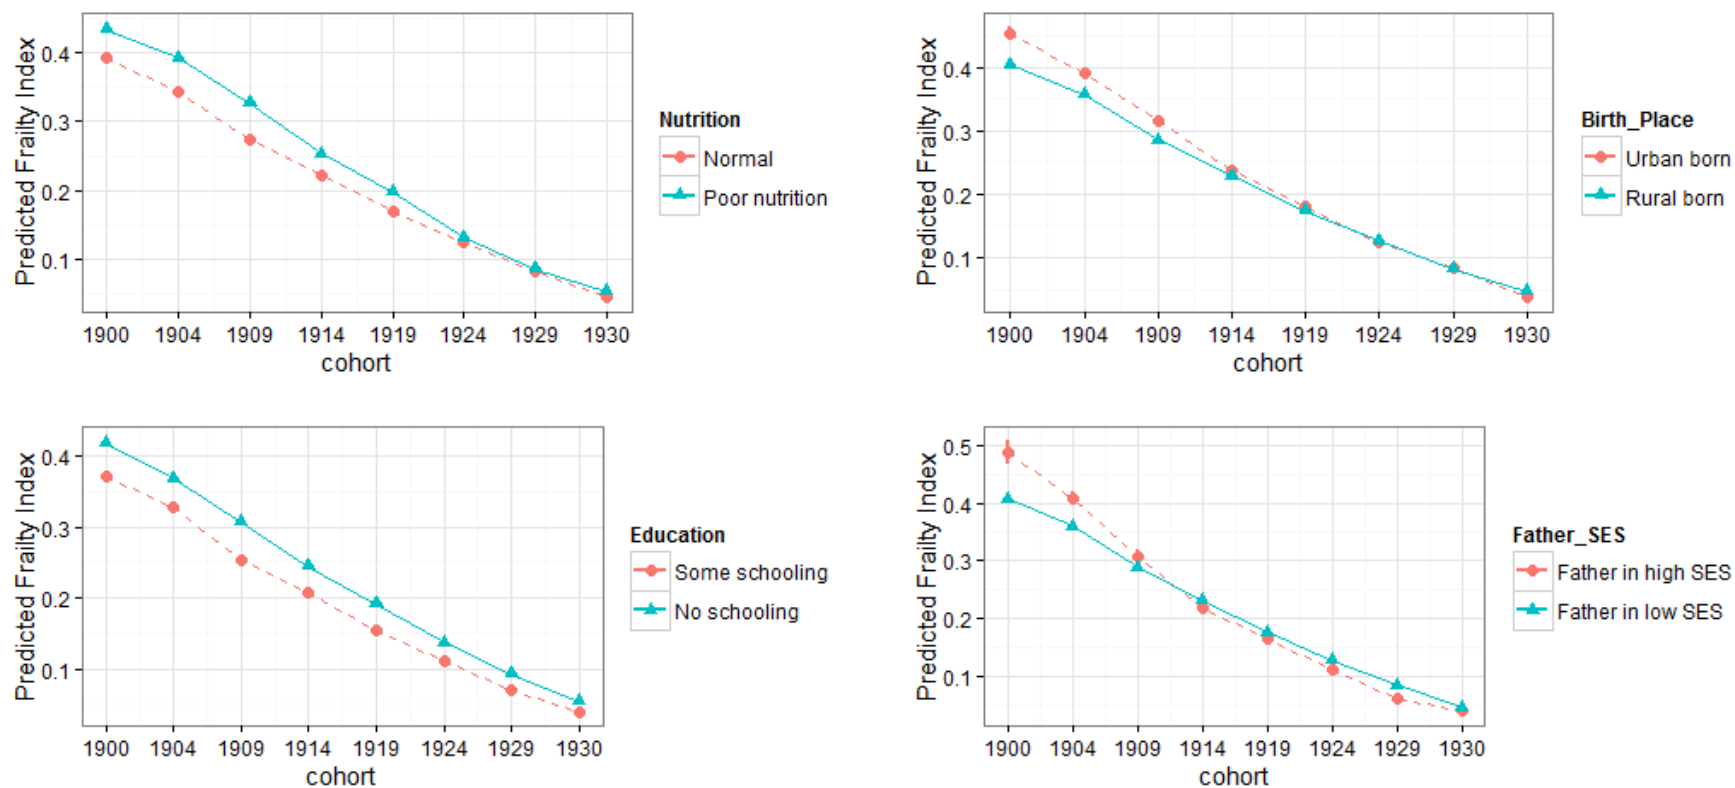 Predicted Frailty Index
0.4
0.3
0.2
0.1
1900 1904 1909 1914 1919 1924 1929 1930
cohort
Nutrition
Normal
Poor nutrition
Predicted Frailty Index
0.4
0.3
0.2
0.1
1900 1904 1909 1914 1919 1924 1929 1930
cohort
Birth_Place
Urban born
Rural born
Predicted Frailty Index
0.4
0.3
0.2
0.1
1900 1904 1909 1914 1919 1924 1929 1930
cohort
Education
Some schooling
No schooling
Predicted Frailty Index
0.5
0.4
0.3
0.2
0.1
1900 1904 1909 1914 1919 1924 1929 1930
cohort
Father_SES
Father in high SES
Father in low SES